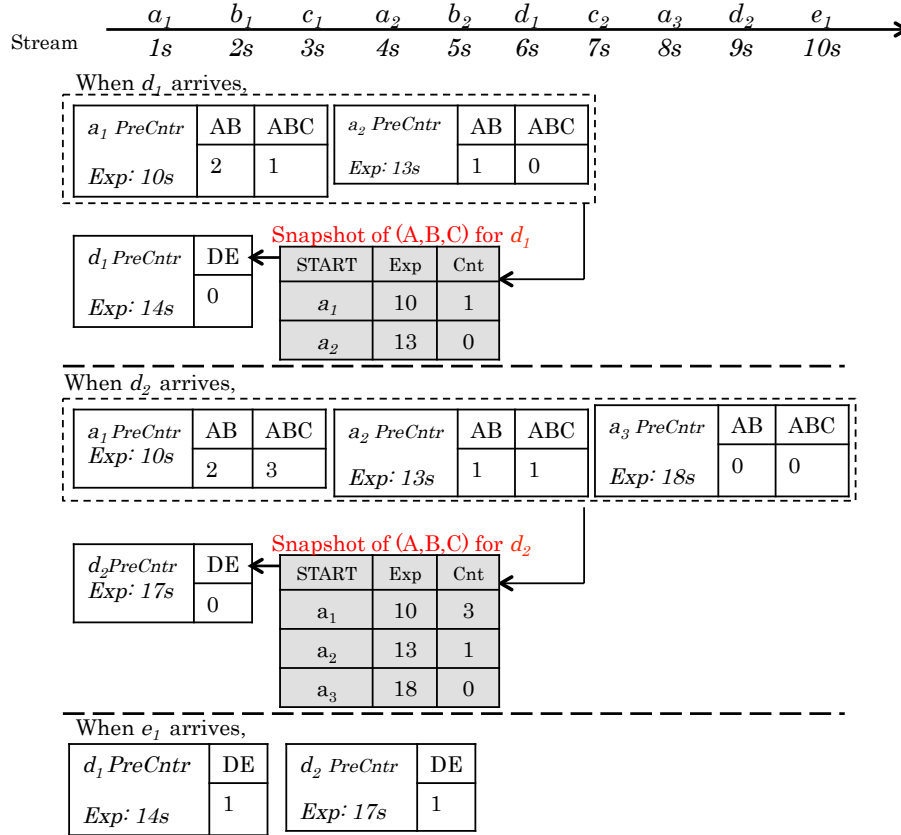 a₁ b₁ c₁ a₂ b₂ d₁ c₂ a₃ d₂ e₁
Stream 1s 2s 3s 4s 5s 6s 7s 8s 9s 10s
When d₁ arrives,
a₁ PreCntr AB ABC a₂ PreCntr AB ABC
Exp: 10s 2 1 Exp: 13s 1 0
Snapshot of (A,B,C) for d₁
d₁ PreCntr DE START Exp Cnt
Exp: 14s 0 a₁ 10 1
a₂ 13 0
When d₂ arrives,
a₁ PreCntr AB ABC a₂ PreCntr AB ABC a₃ PreCntr AB ABC
Exp: 10s 2 3 Exp: 13s 1 1 Exp: 18s 0 0
Snapshot of (A,B,C) for d₂
d₂PreCntr DE START Exp Cnt
Exp: 17s 0 a₁ 10 3
a₂ 13 1
a₃ 18 0
When e₁ arrives,
d₁ PreCntr DE d₂ PreCntr DE
Exp: 14s 1 Exp: 17s 1